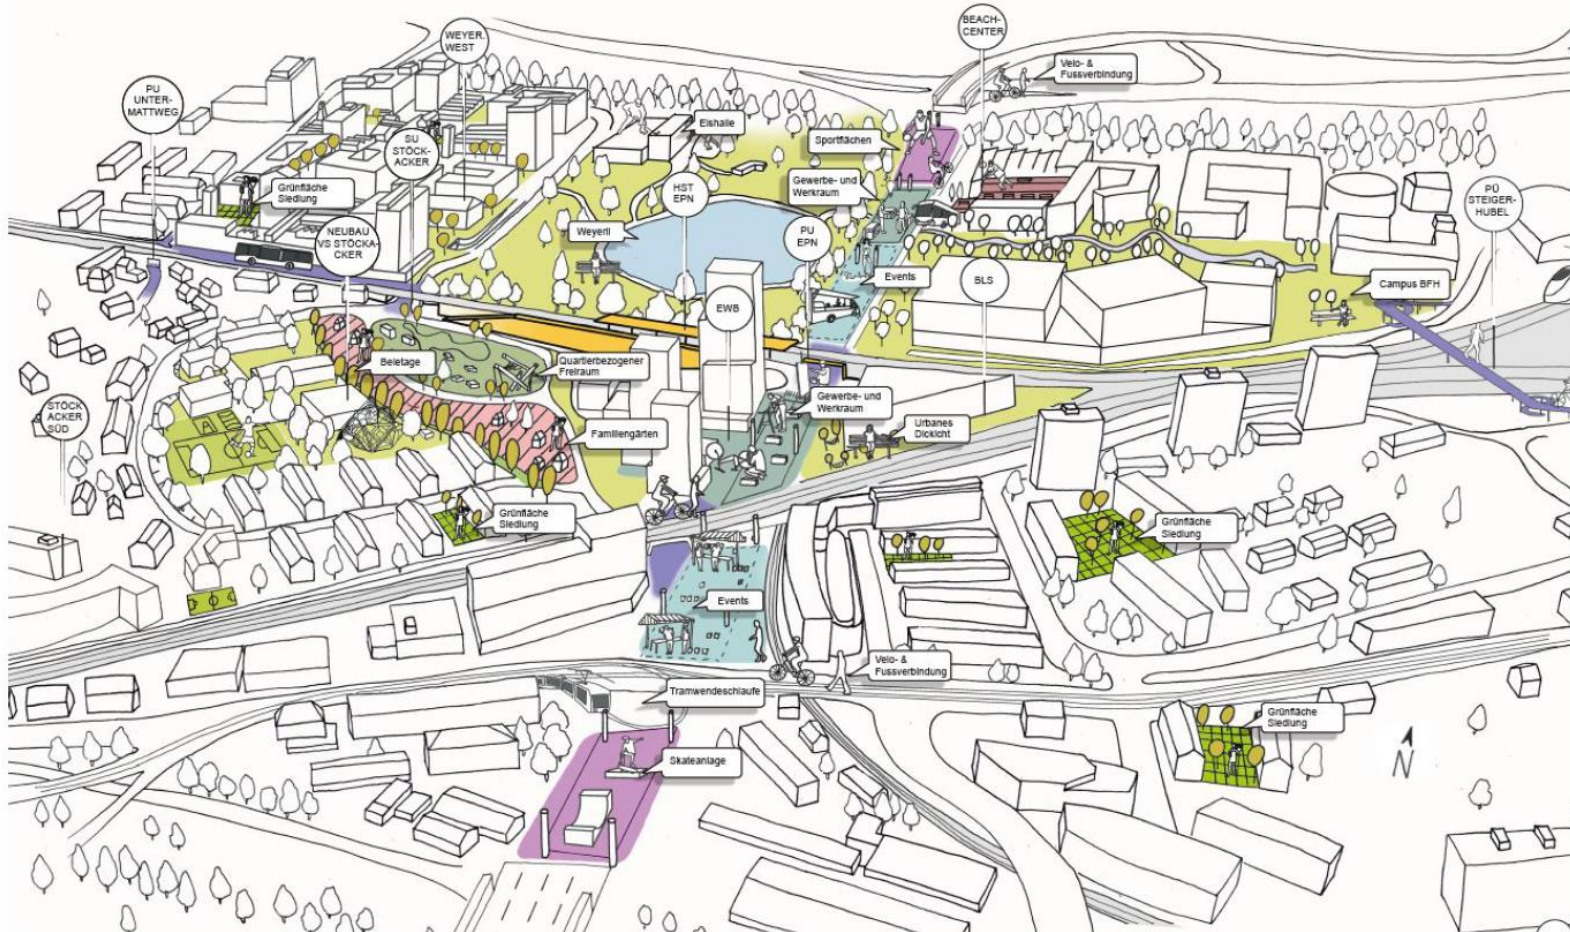 WEYER.
WEST
BEACH-
CENTER
Velo- &
Fussverbindung
PU
UNTER-
MATTWEG
Eishalle
SU
STÖCK-
ACKER
Sportflächen
Grünfläche
Siedlung
HST
EPN
Gewerbe- und
Werkraum
PÜ
STEIGER-
HUBEL
NEUBAU
VS STÖCKA-
CKER
Weyerli
PU
EPN
Events
BLS
Campus BFH
EWB
Beletage
Quartierbezogener
Freiraum
STÖCK
ACKER
SÜD
A
Gewerbe- und
Werkraum
Familiengärten
Urbanes
Dickicht
Grünfläche
Siedlung
Grünfläche
Siedlung
Events
Velo- &
Fussverbindung
Tramwendeschlaufe
Grünfläche
Siedlung
Skateanlage
N